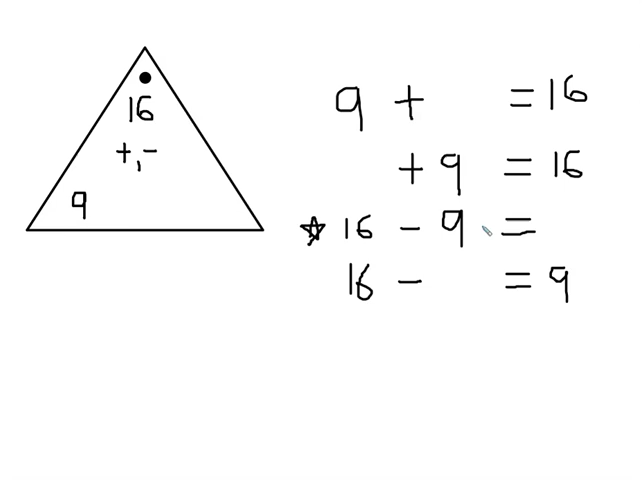 16
+,-
9
9 + = 16
+ 9 = 16
☆ 16 - 9 =
16 - = 9